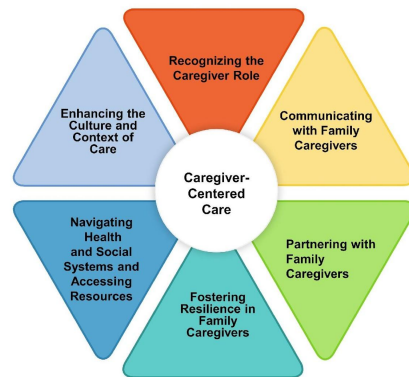 Recognizing the
Caregiver Role
Communicating
with Family
Caregivers
Partnering with
Family
Caregivers
Fostering
Resilience in
Family
Caregivers
Navigating
Health
and Social
Systems and
Accessing
Resources
Enhancing the
Culture and
Context of
Care
Caregiver-
Centered
Care